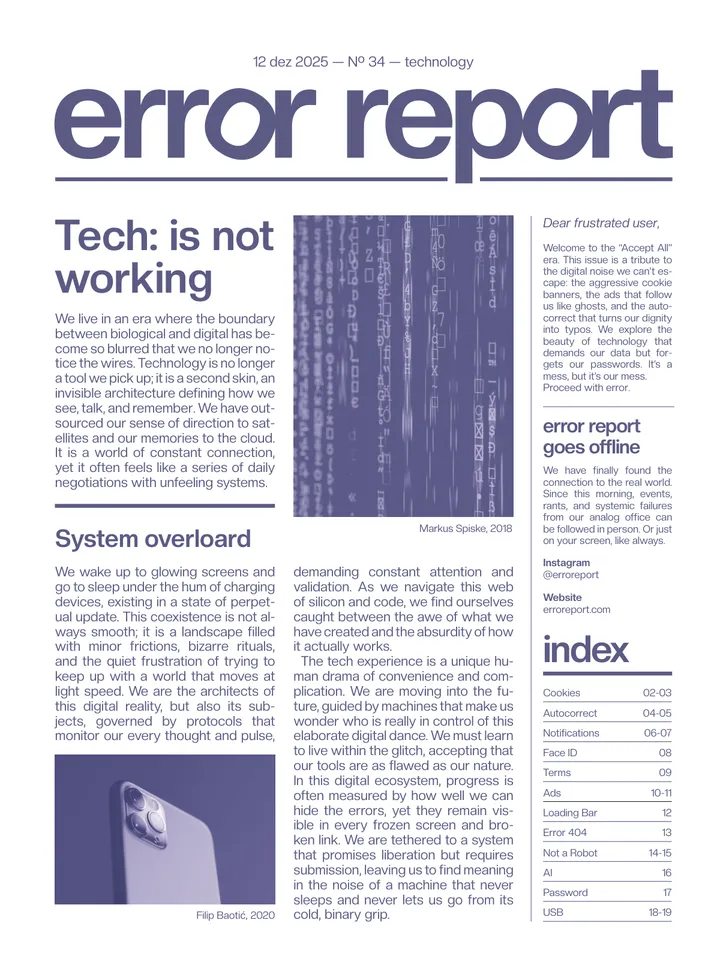 12 dez 2025 — Nº 34 — technology
error report
Tech: is not
working
We live in an era where the boundary
between biological and digital has be-
come so blurred that we no longer no-
tice the wires. Technology is no longer
a tool we pick up; it is a second skin, an
invisible architecture defining how we
see, talk, and remember. We have out-
sourced our sense of direction to sat-
ellites and our memories to the cloud.
It is a world of constant connection,
yet it often feels like a series of daily
negotiations with unfeeling systems.
Markus Spiske, 2018
System overloard
We wake up to glowing screens and
go to sleep under the hum of charging
devices, existing in a state of perpet-
ual update. This coexistence is not al-
ways smooth; it is a landscape filled
with minor frictions, bizarre rituals,
and the quiet frustration of trying to
keep up with a world that moves at
light speed. We are the architects of
this digital reality, but also its sub-
jects, governed by protocols that
monitor our every thought and pulse,
Filip Baotić, 2020
demanding constant attention and
validation. As we navigate this web
of silicon and code, we find ourselves
caught between the awe of what we
have created and the absurdity of how
it actually works.
The tech experience is a unique hu-
man drama of convenience and com-
plication. We are moving into the fu-
ture, guided by machines that make us
wonder who is really in control of this
elaborate digital dance. We must learn
to live within the glitch, accepting that
our tools are as flawed as our nature.
In this digital ecosystem, progress is
often measured by how well we can
hide the errors, yet they remain vis-
ible in every frozen screen and bro-
ken link. We are tethered to a system
that promises liberation but requires
submission, leaving us to find meaning
in the noise of a machine that never
sleeps and never lets us go from its
cold, binary grip.
Dear frustrated user,
Welcome to the "Accept All"
era. This issue is a tribute to
the digital noise we can't es-
cape: the aggressive cookie
banners, the ads that follow
us like ghosts, and the auto-
correct that turns our dignity
into typos. We explore the
beauty of technology that
demands our data but for-
gets our passwords. It's a
mess, but it's our mess.
Proceed with error.
error report
goes offline
We have finally found the
connection to the real world.
Since this morning, events,
rants, and systemic failures
from our analog office can
be followed in person. Or just
on your screen, like always.
Instagram
@erroreport
Website
erroreport.com
index
Cookies 02-03
Autocorrect 04-05
Notifications 06-07
Face ID 08
Terms 09
Ads 10-11
Loading Bar 12
Error 404 13
Not a Robot 14-15
AI 16
Password 17
USB 18-19